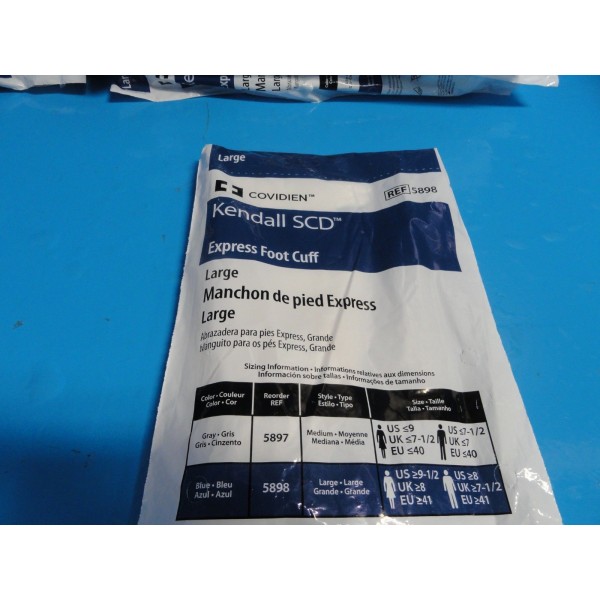 Large
COVIDIEN™
REF 5898
Kendall SCD™
Express Foot Cuff
Large
Manchon de pied Express
Large
Abrazadera para pies Express, Grande
Manguito para os pés Express, Grande
Sizing Information • Informations relatives aux dimensions
Información sobre tallas • Informações de tamanho
Color • Couleur
Color • Cor
Reorder
REF
Style • Type
Estilo • Tipo
Size • Taille
Talla • Tamanho
Gray • Gris
Gris • Cinzento
5897
Medium • Moyenne
Mediana • Média
US ≤9
UK ≤7-1/2
EU ≤40
US ≤7-1/2
UK ≤7
EU ≤40
Blue • Bleu
Azul • Azul
5898
Large • Large
Grande • Grande
US ≥9-1/2
UK ≥8
EU ≥41
US ≥8
UK ≥7-1/2
EU ≥41